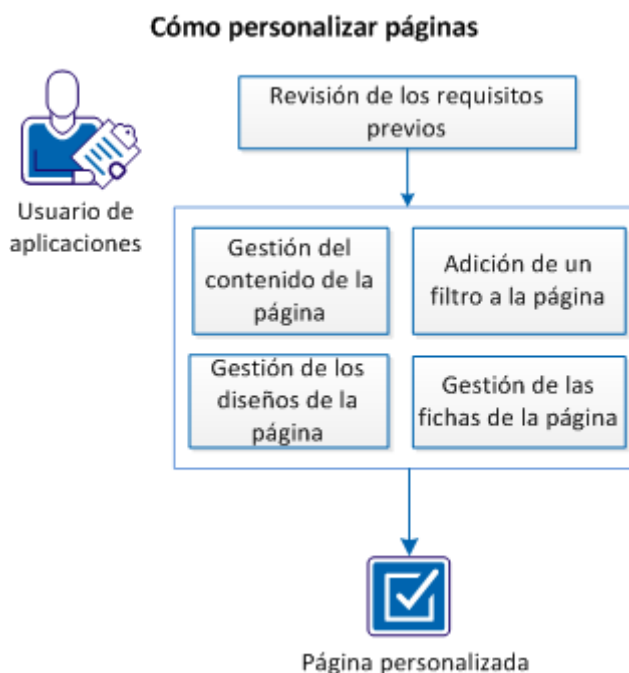 Cómo personalizar páginas
Revisión de los requisitos
previos
Usuario de
aplicaciones
Gestión del
contenido de la
página
Adición de un
filtro a la página
Gestión de los
diseños de la
página
Gestión de las
fichas de la página
Página personalizada